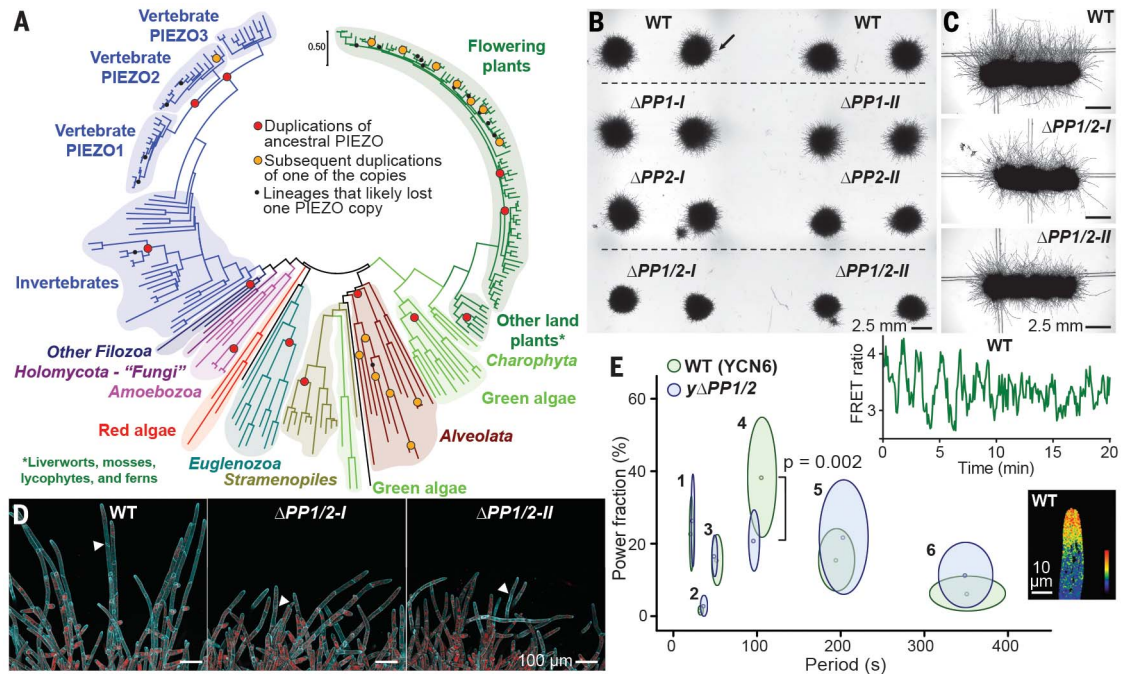 A
Vertebrate
PIEZO3
Vertebrate
PIEZO2
Vertebrate
PIEZO1
Invertebrates
Other Filozoa
Holomycota - “Fungi”
Amoebozoa
Red algae
Euglenozoa
Stramenopiles
Green algae
Alveolata
Green algae
Charophyta
Other land
plants*
Flowering
plants
0.50
Duplications of
ancestral PIEZO
Subsequent duplications
of one of the copies
Lineages that likely lost
one PIEZO copy
*Liverworts, mosses,
lycophytes, and ferns
B
WT WT
ΔPP1-I ΔPP1-II
ΔPP2-I ΔPP2-II
ΔPP1/2-I ΔPP1/2-II
2.5 mm
C
WT
ΔPP1/2-I
ΔPP1/2-II
2.5 mm
D
WT ΔPP1/2-I ΔPP1/2-II
100 µm
E
WT (YCN6)
yΔPP1/2
Power fraction (%)
60
40
20
0
0 100 200 300 400
Period (s)
1
2
3
4
5
6
p = 0.002
WT
FRET ratio
4
3
0 5 10 15 20
Time (min)
WT
10
µm